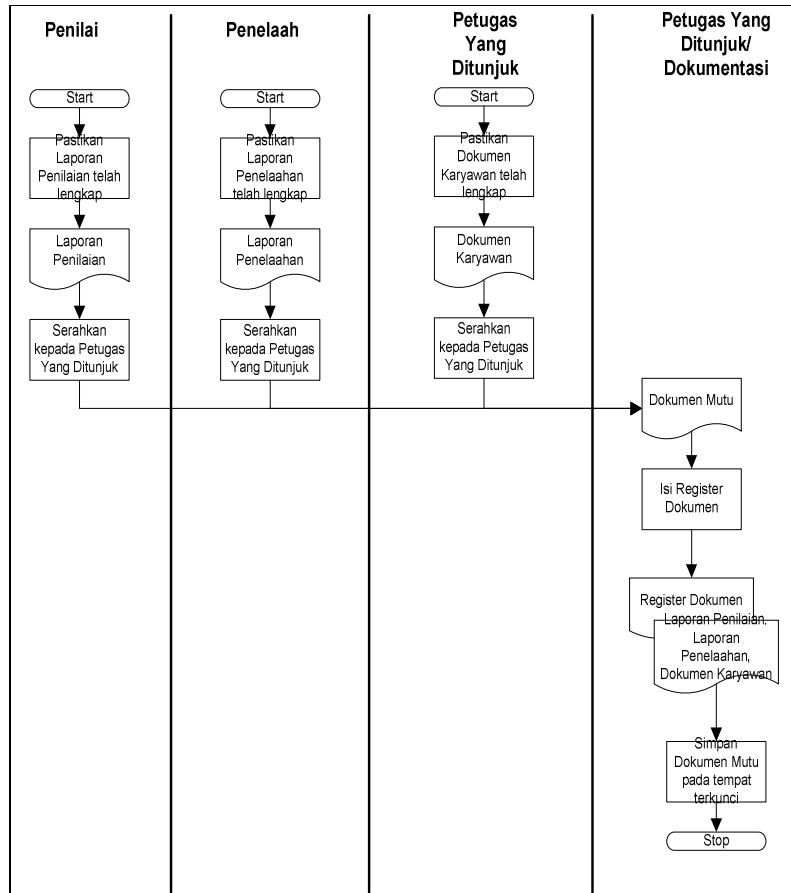 Penilai
Penelaah
Petugas
Yang
Ditunjuk
Petugas Yang
Ditunjuk/
Dokumentasi
Start
Pastikan
Laporan
Penilaian telah
lengkap
Laporan
Penilaian
Serahkan
kepada Petugas
Yang Ditunjuk
Start
Pastikan
Laporan
Penelaahan
telah lengkap
Laporan
Penelaahan
Serahkan
kepada Petugas
Yang Ditunjuk
Start
Pastikan
Dokumen
Karyawan telah
lengkap
Dokumen
Karyawan
Serahkan
kepada Petugas
Yang Ditunjuk
Dokumen Mutu
Isi Register
Dokumen
Register Dokumen
Laporan Penilaian,
Laporan
Penelaahan,
Dokumen Karyawan
Simpan
Dokumen Mutu
pada tempat
terkunci
Stop